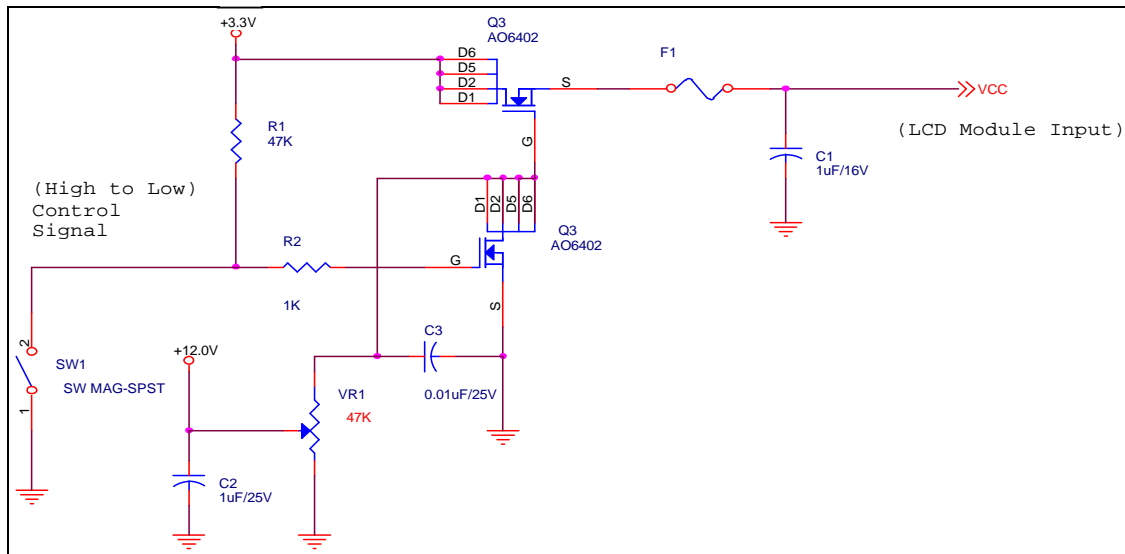 +3.3V
Q3
AO6402
D6
D5
D2
D1
S
G
F1
VCC
(LCD Module Input)
R1
47K
C1
1uF/16V
(High to Low)
Control
Signal
D1
D2
D5
D6
Q3
AO6402
R2
1K
G
S
2
SW1
SW MAG-SPST
1
+12.0V
C3
0.01uF/25V
VR1
47K
C2
1uF/25V